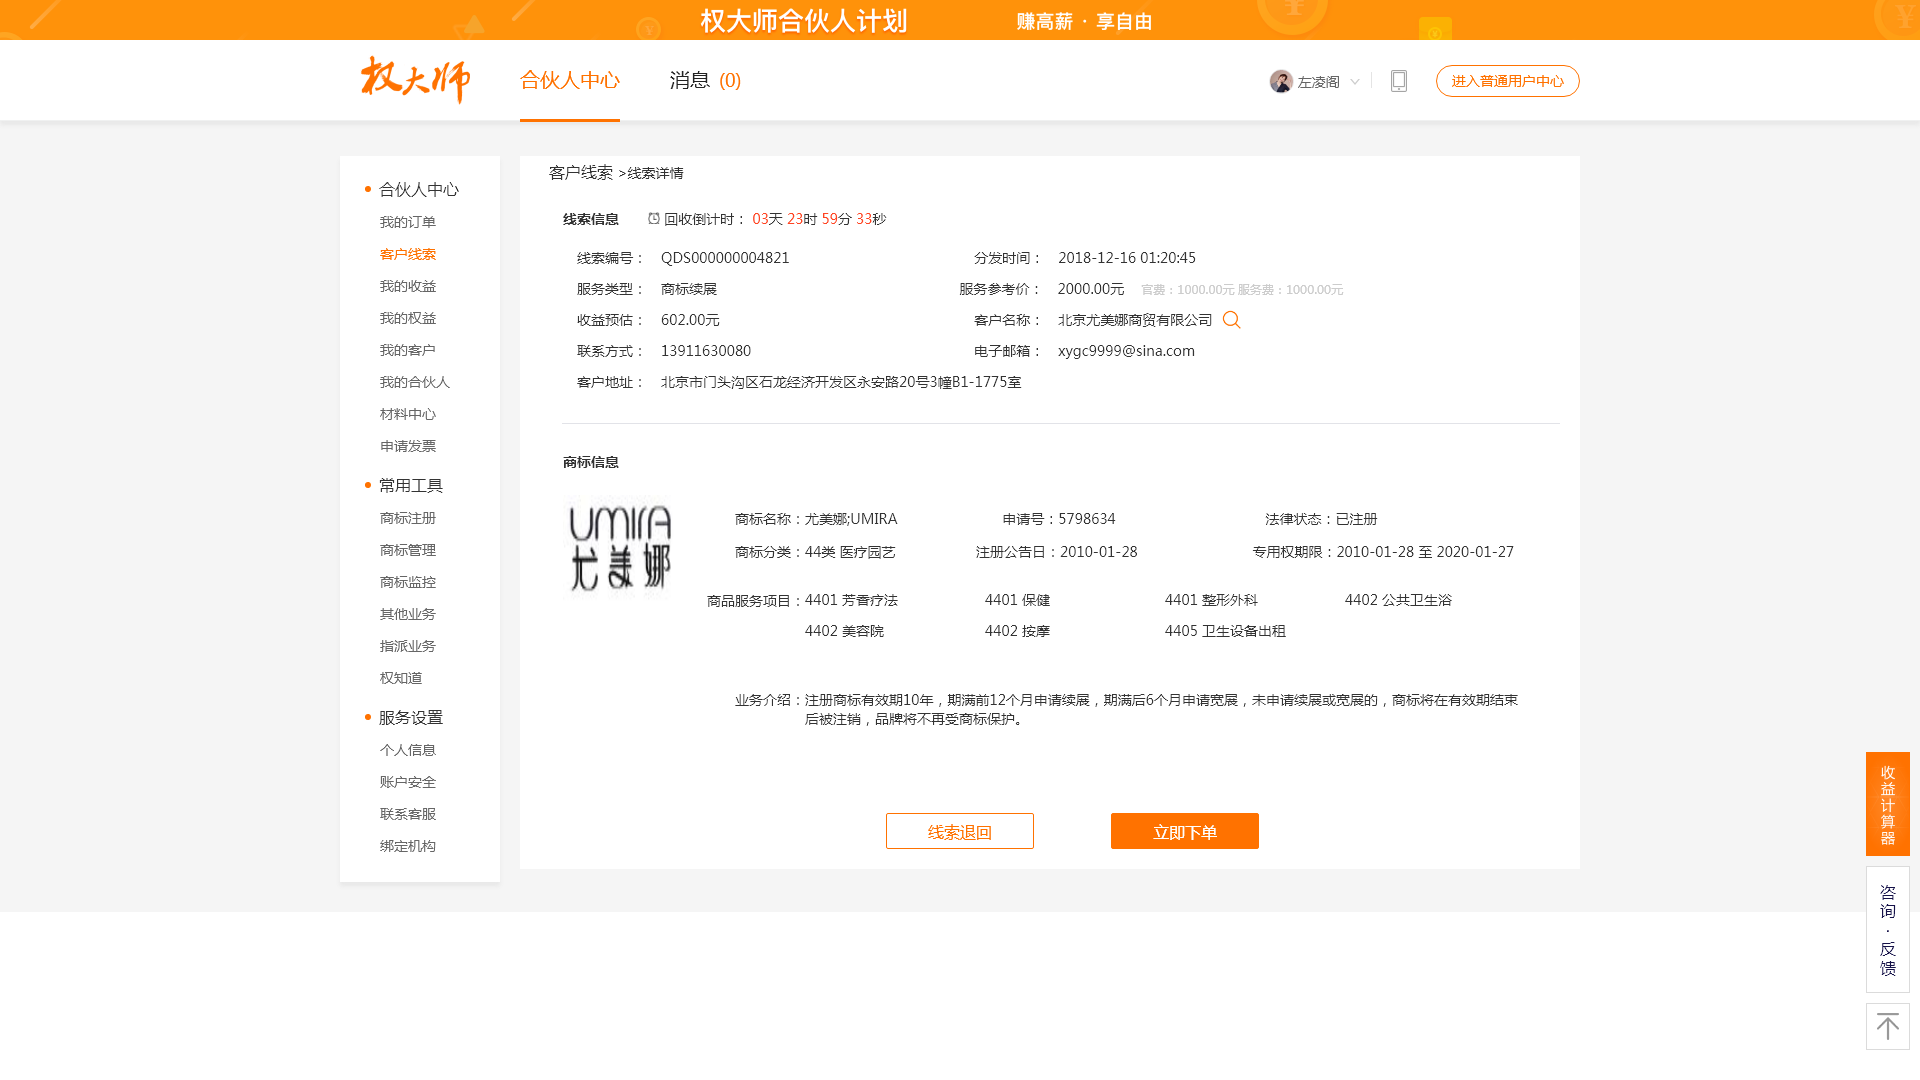 权大师合伙人计划 赚高薪 · 享自由
权大师 合伙人中心 消息 (0) 左凌阁 进入普通用户中心
合伙人中心
我的订单
客户线索
我的收益
我的权益
我的客户
我的合伙人
材料中心
申请发票
常用工具
商标注册
商标管理
商标监控
其他业务
指派业务
权知道
服务设置
个人信息
账户安全
联系客服
绑定机构
客户线索 >线索详情
线索信息 回收倒计时： 03天 23时 59分 33秒
线索编号： QDS000000004821 分发时间： 2018-12-16 01:20:45
服务类型： 商标续展 服务参考价： 2000.00元 官费：1000.00元 服务费：1000.00元
收益预估： 602.00元 客户名称： 北京尤美娜商贸有限公司
联系方式： 13911630080 电子邮箱： xygc9999@sina.com
客户地址： 北京市门头沟区石龙经济开发区永安路20号3幢B1-1775室
商标信息
UMIRA
尤美娜
商标名称：尤美娜;UMIRA 申请号：5798634 法律状态：已注册
商标分类：44类 医疗园艺 注册公告日：2010-01-28 专用权期限：2010-01-28 至 2020-01-27
商品服务项目：4401 芳香疗法 4401 保健 4401 整形外科 4402 公共卫生浴
4402 美容院 4402 按摩 4405 卫生设备出租
业务介绍：注册商标有效期10年，期满前12个月申请续展，期满后6个月申请宽展，未申请续展或宽展的，商标将在有效期结束
后被注销，品牌将不再受商标保护。
线索退回 立即下单
收益计算器
咨询·反馈